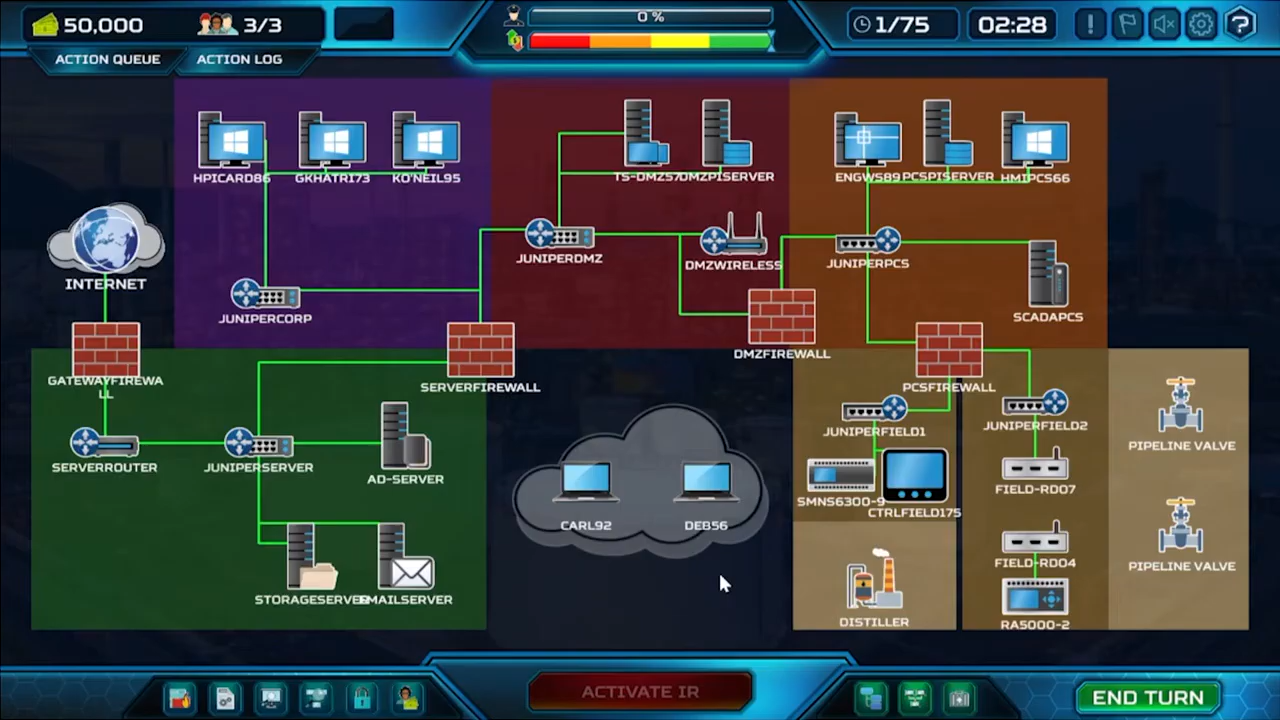 50,000
3/3
0 %
1/75
02:28
ACTION QUEUE
ACTION LOG
HPICARD86
GKHATRI73
KO'NEIL95
TS-DMZ57
DMZPISERVER
ENGWS89
PCSPISERVER
HMIPCS66
INTERNET
JUNIPERDMZ
DMZWIRELESS
JUNIPERPCS
JUNIPERCORP
SCADAPCS
DMZFIREWALL
GATEWAYFIREWA
LL
SERVERFIREWALL
PCSFIREWALL
JUNIPERFIELD1
JUNIPERFIELD2
PIPELINE VALVE
SERVERROUTER
JUNIPERSERVER
AD-SERVER
FIELD-RD07
SMNS6300-9
CTRLFIELD175
CARL92
DEB56
FIELD-RD04
PIPELINE VALVE
STORAGESERVER
EMAILSERVER
DISTILLER
RA5000-2
ACTIVATE IR
END TURN